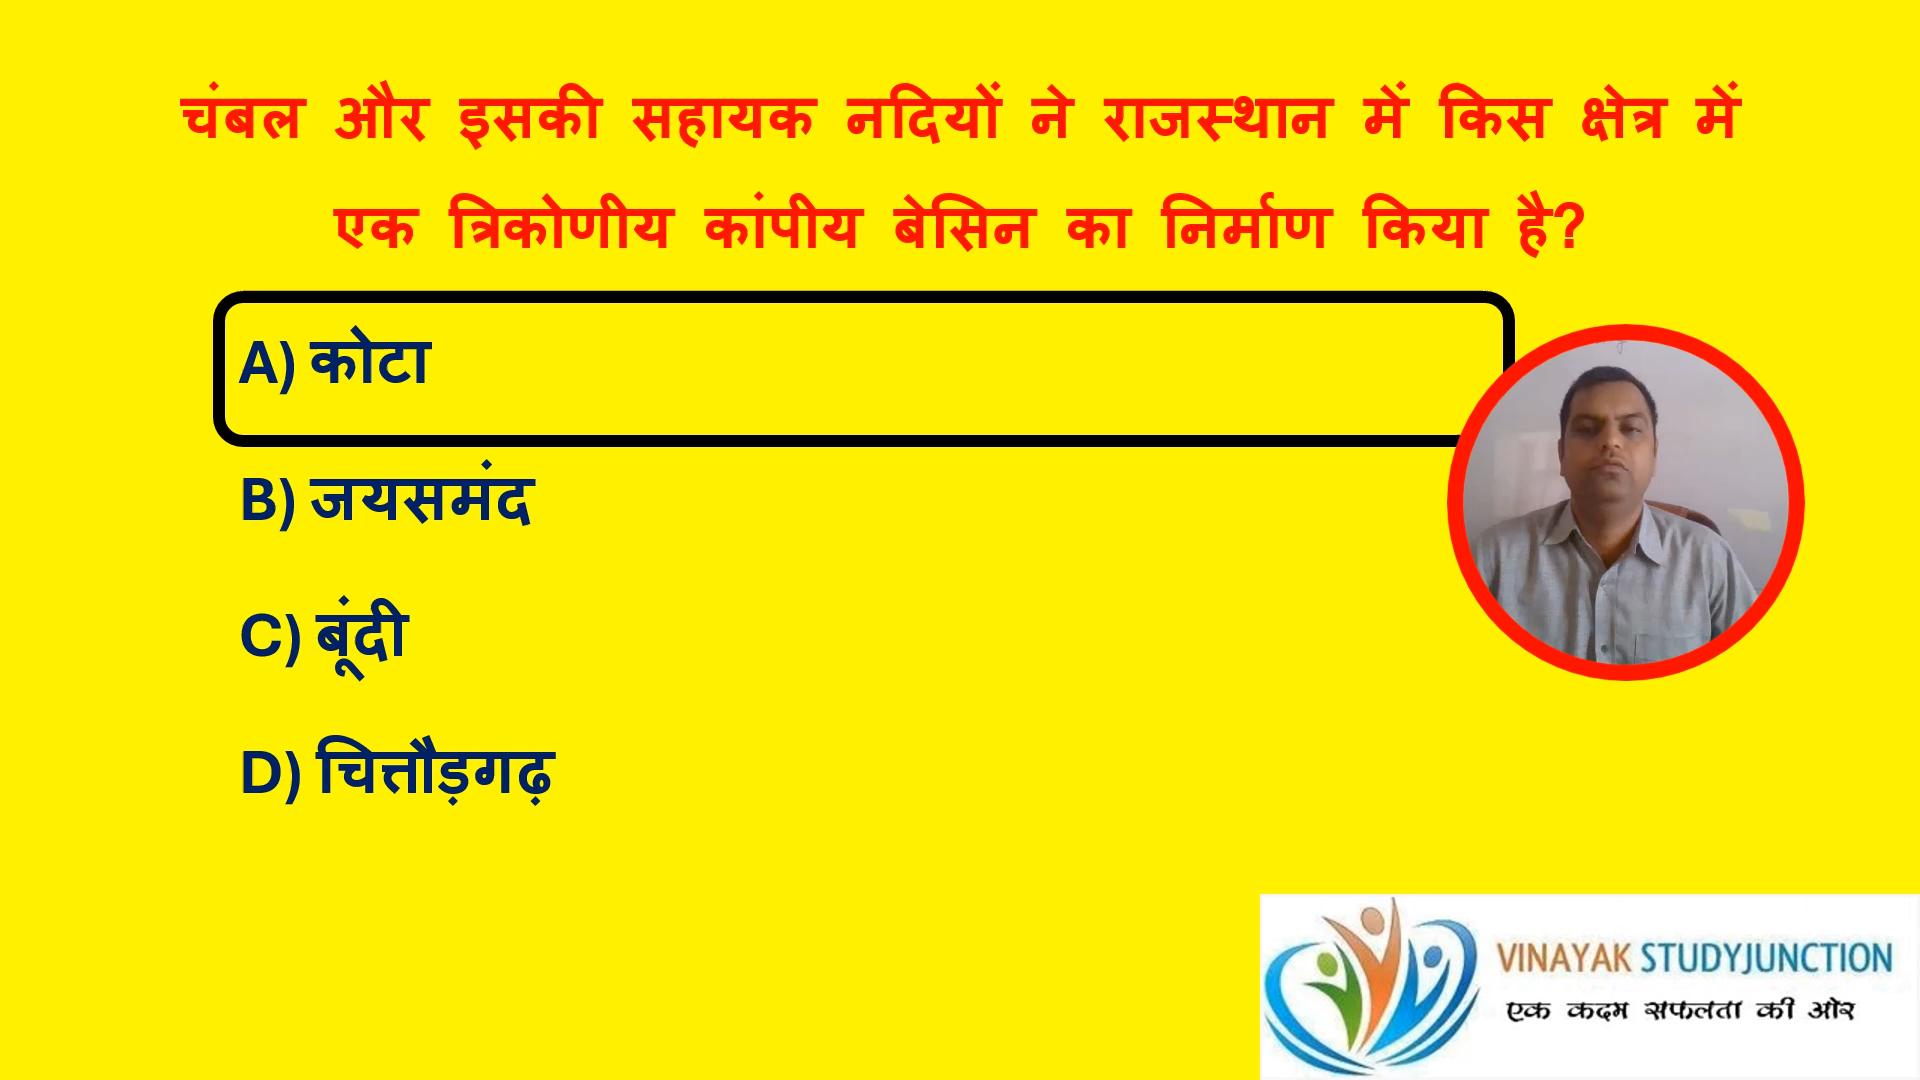 चंबल और इसकी सहायक नदियों ने राजस्थान में किस क्षेत्र में
एक त्रिकोणीय कांपीय बेसिन का निर्माण किया है?
A) कोटा
B) जयसमंद
C) बूंदी
D) चित्तौड़गढ़
VINAYAK STUDYJUNCTION
एक कदम सफलता की ओर